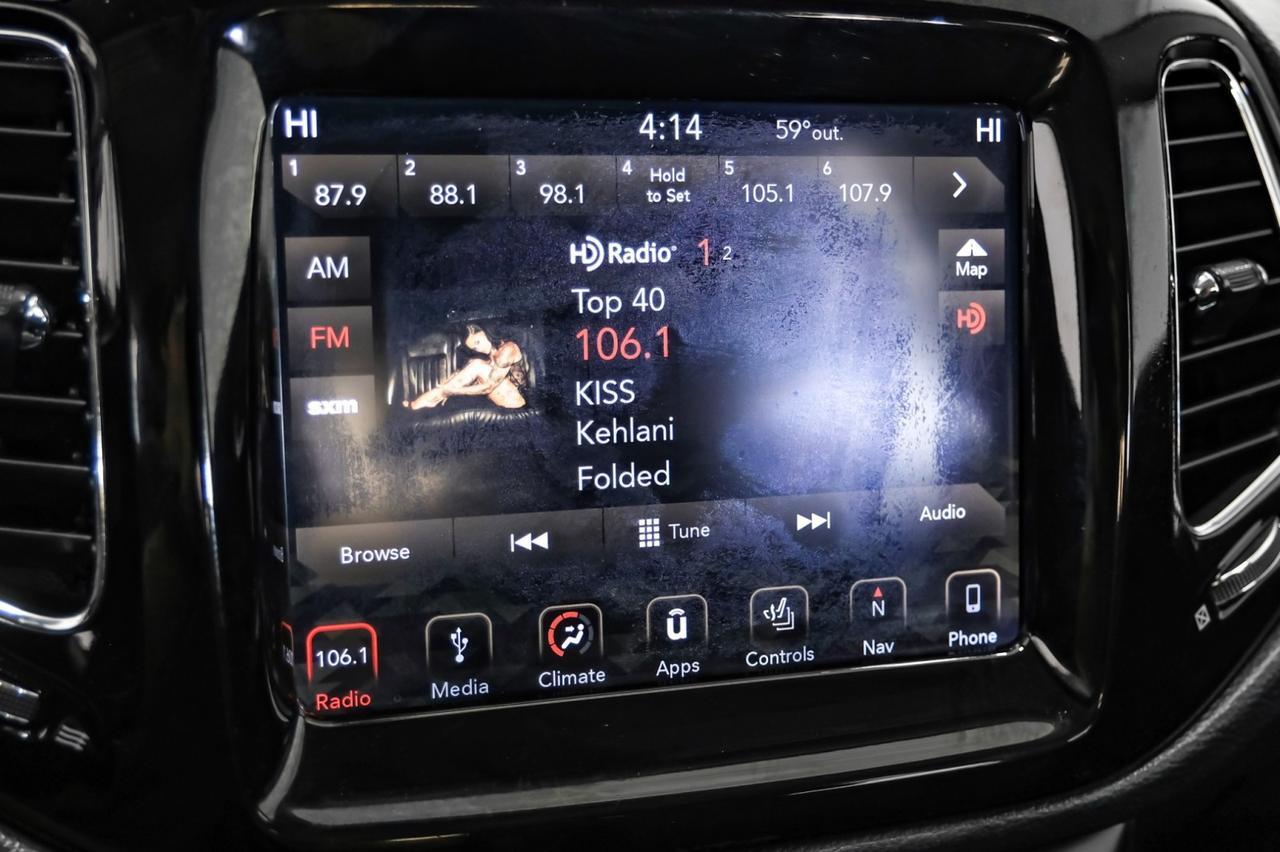 HI 4:14 59° out. HI
1 87.9 2 88.1 3 98.1 4 Hold to Set 5 105.1 6 107.9
HD Radio 1 2
AM
Map
Top 40
FM
106.1
HD
sxm
KISS
Kehlani
Folded
Browse Tune Audio
106.1 N
Radio Media Climate Apps Controls Nav Phone